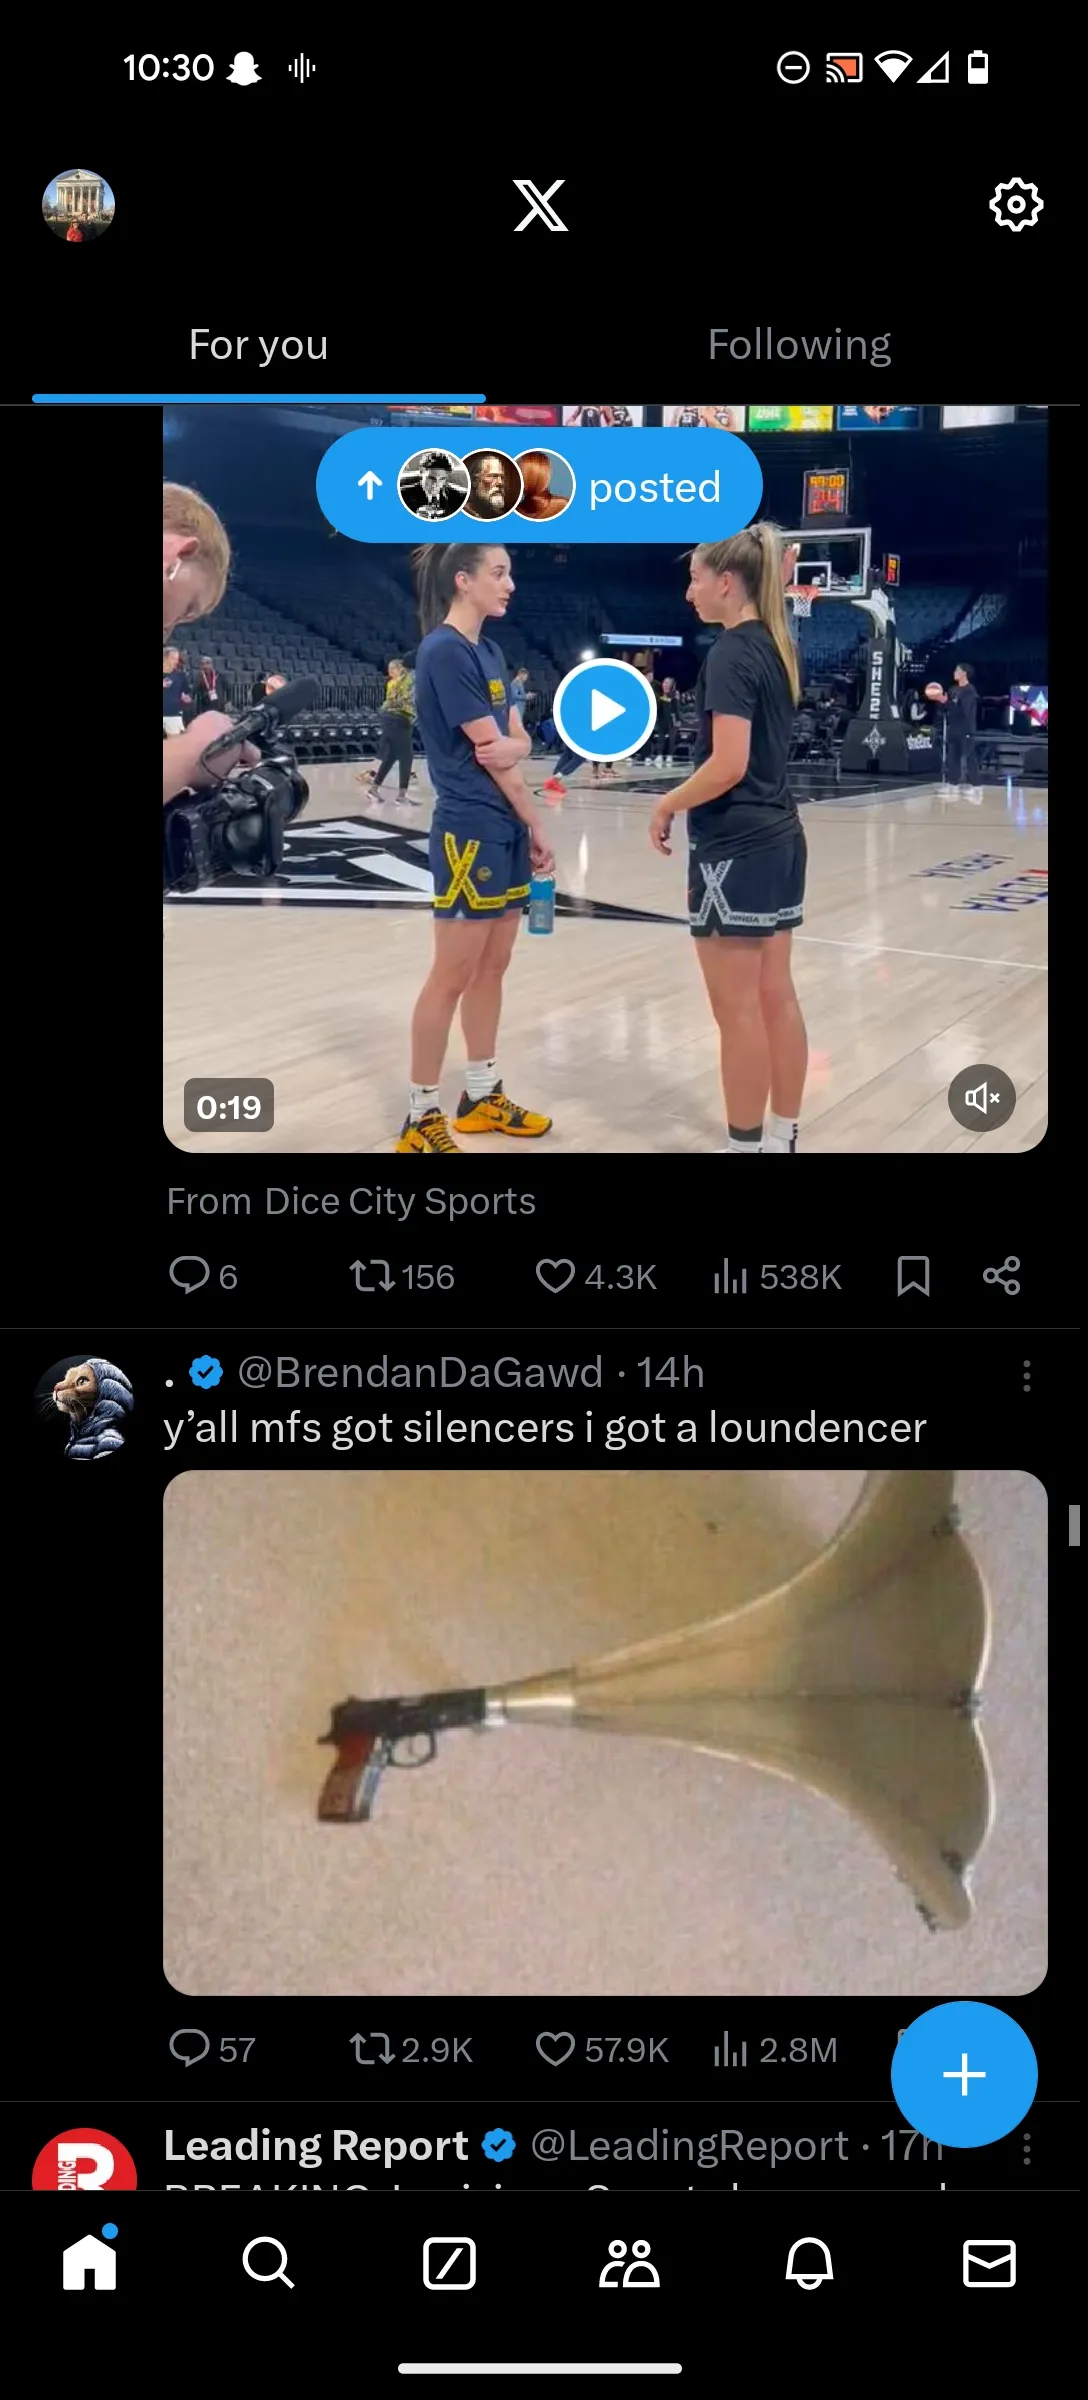 10:30
For you
Following
posted
0:19
From Dice City Sports
6
156
4.3K
538K
. @BrendanDaGawd · 14h
y’all mfs got silencers i got a loundencer
57
2.9K
57.9K
2.8M
Leading Report @LeadingReport · 17h
BREAKING: